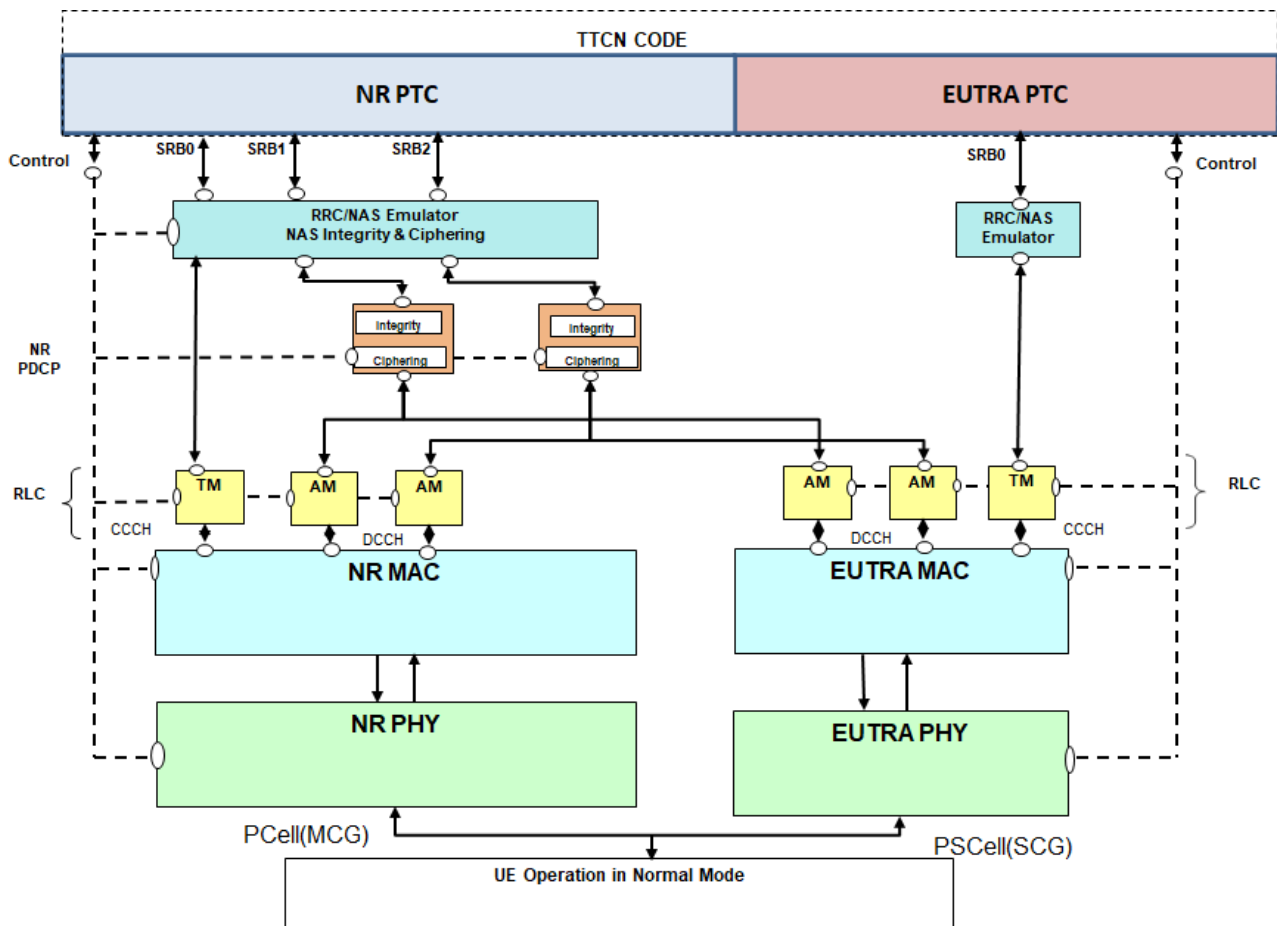 TTCN CODE
NR PTC
EUTRA PTC
Control
SRB0
SRB1
SRB2
SRB0
Control
RRC/NAS Emulator
NAS Integrity & Ciphering
RRC/NAS
Emulator
Integrity
Integrity
NR
PDCP
Ciphering
Ciphering
RLC
TM
AM
AM
AM
AM
TM
RLC
CCCH
DCCH
DCCH
CCCH
NR MAC
EUTRA MAC
NR PHY
EUTRA PHY
PCell(MCG)
PSCell(SCG)
UE Operation in Normal Mode